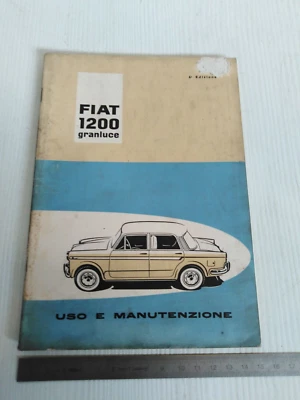 6ª Edizione
FIAT
1200
granluce
USO E MANUTENZIONE